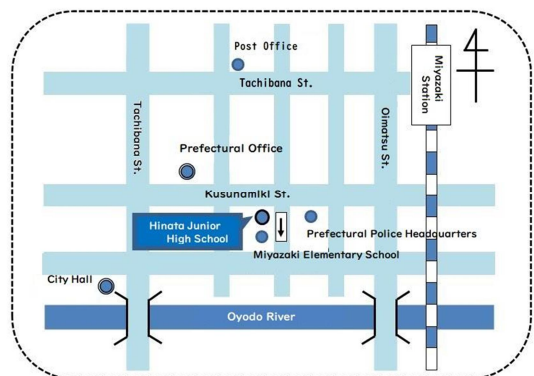 Post Office
Tachibana St.
Miyazaki
Station
Tachibana St.
Oimatsu St.
Prefectural Office
Kusunamiki St.
Hinata Junior
High School
Prefectural Police Headquarters
Miyazaki Elementary School
City Hall
Oyodo River